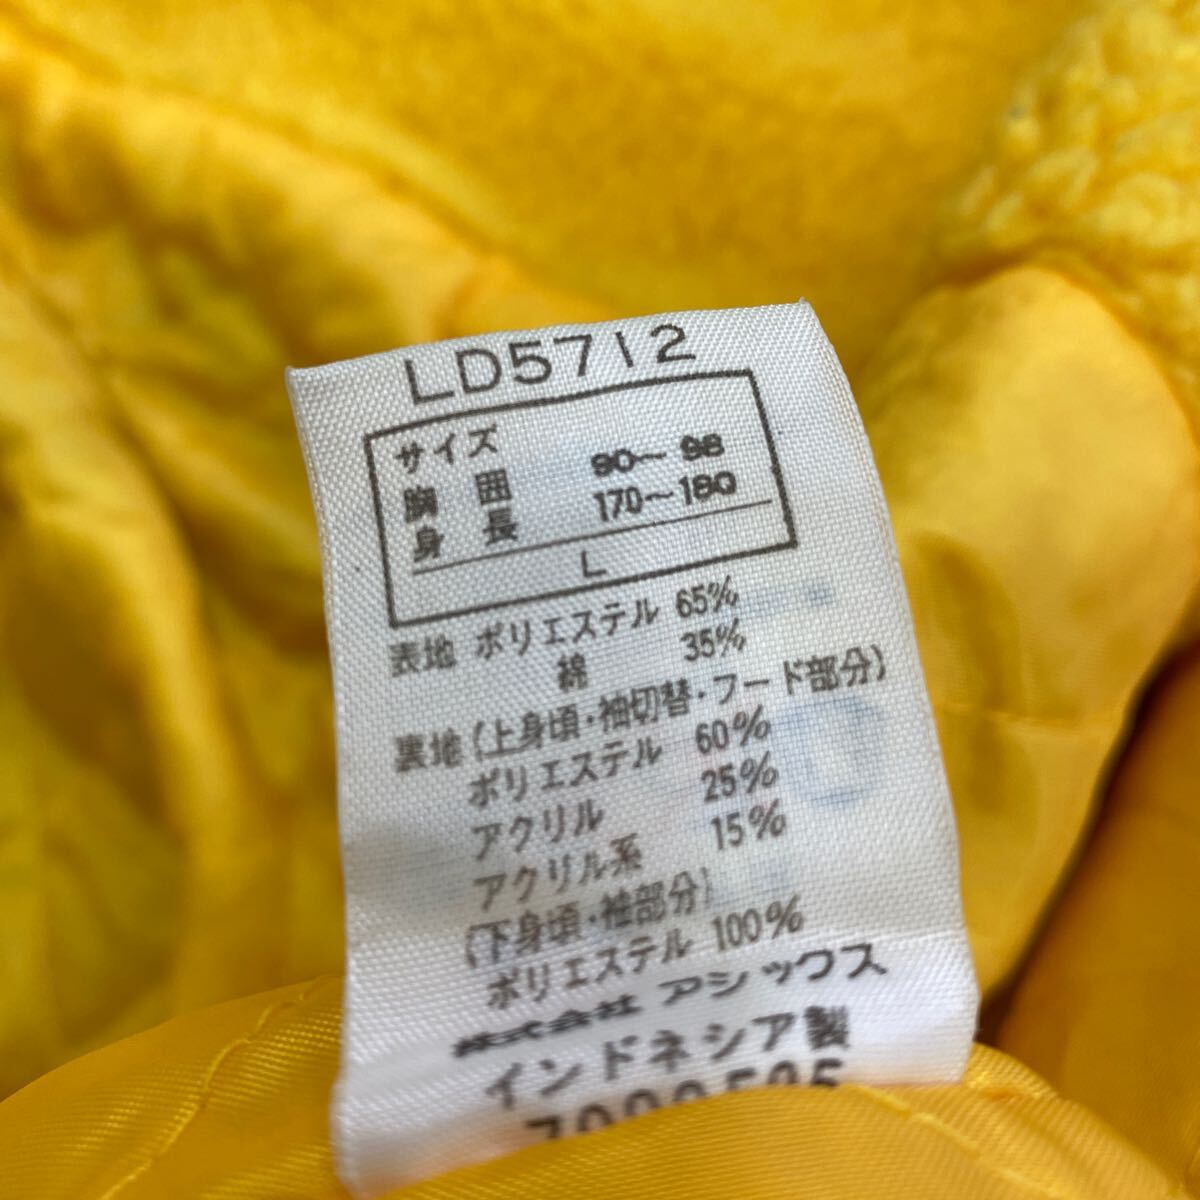 LD5712
サイズ
胸囲 90～98
身長 170～180
L
表地 ポリエステル 65%
綿 35%
裏地(上身頃・袖切替・フード部分)
ポリエステル 60%
アクリル 25%
アクリル系 15%
(下身頃・袖部分)
ポリエステル 100%
株式会社 アシックス
インドネシア製